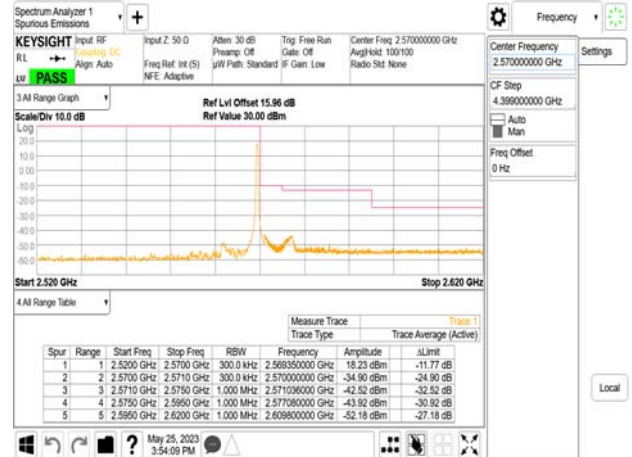 Spectrum Analyzer 1
Spurious Emissions
+
Frequency
KEYSIGHT Input: RF Input Z: 50 Ω Atten: 30 dB Trig: Free Run Center Freq: 2.570000000 GHz
RL Coupling: DC Preamp: Off Gate: Off Avg|Hold: 100/100
Align: Auto Freq Ref: Int (S) µW Path: Standard IF Gain: Low Radio Std: None
PASS NFE: Adaptive
Center Frequency
2.570000000 GHz
Settings
CF Step
4.399000000 GHz
Auto
Man
Freq Offset
0 Hz
3 All Range Graph
Ref Lvl Offset 15.96 dB
Scale/Div 10.0 dB Ref Value 30.00 dBm
Log
20.0
10.0
0.00
-10.0
-20.0
-30.0
-40.0
-50.0
-60.0
Start 2.520 GHz Stop 2.620 GHz
4 All Range Table
Measure Trace Trace 1
Trace Type Trace Average (Active)
Spur Range Start Freq Stop Freq RBW Frequency Amplitude ΔLimit
1 1 2.5200 GHz 2.5700 GHz 300.0 kHz 2.569350000 GHz 18.23 dBm -11.77 dB
2 2 2.5700 GHz 2.5710 GHz 300.0 kHz 2.570000000 GHz -34.90 dBm -24.90 dB
3 3 2.5710 GHz 2.5750 GHz 1.000 MHz 2.571036000 GHz -42.52 dBm -32.52 dB
4 4 2.5750 GHz 2.5950 GHz 1.000 MHz 2.577080000 GHz -43.92 dBm -30.92 dB
5 5 2.5950 GHz 2.6200 GHz 1.000 MHz 2.609800000 GHz -52.18 dBm -27.18 dB
Local
? May 25, 2023
3:54:09 PM